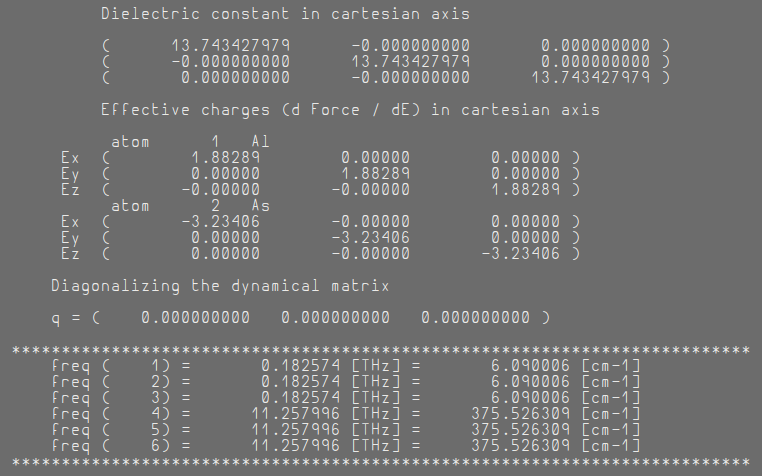 Dielectric constant in cartesian axis
( 13.743427979 -0.000000000 0.000000000 )
( -0.000000000 13.743427979 0.000000000 )
( 0.000000000 -0.000000000 13.743427979 )
Effective charges (d Force / dE) in cartesian axis
atom 1 Al
Ex ( 1.88289 0.00000 0.00000 )
Ey ( 0.00000 1.88289 0.00000 )
Ez ( -0.00000 -0.00000 1.88289 )
atom 2 As
Ex ( -3.23406 -0.00000 0.00000 )
Ey ( 0.00000 -3.23406 0.00000 )
Ez ( 0.00000 -0.00000 -3.23406 )
Diagonalizing the dynamical matrix
q = ( 0.000000000 0.000000000 0.000000000 )
**************************************************************************
freq ( 1) = 0.182574 [THz] = 6.090006 [cm-1]
freq ( 2) = 0.182574 [THz] = 6.090006 [cm-1]
freq ( 3) = 0.182574 [THz] = 6.090006 [cm-1]
freq ( 4) = 11.257996 [THz] = 375.526309 [cm-1]
freq ( 5) = 11.257996 [THz] = 375.526309 [cm-1]
freq ( 6) = 11.257996 [THz] = 375.526309 [cm-1]
**************************************************************************